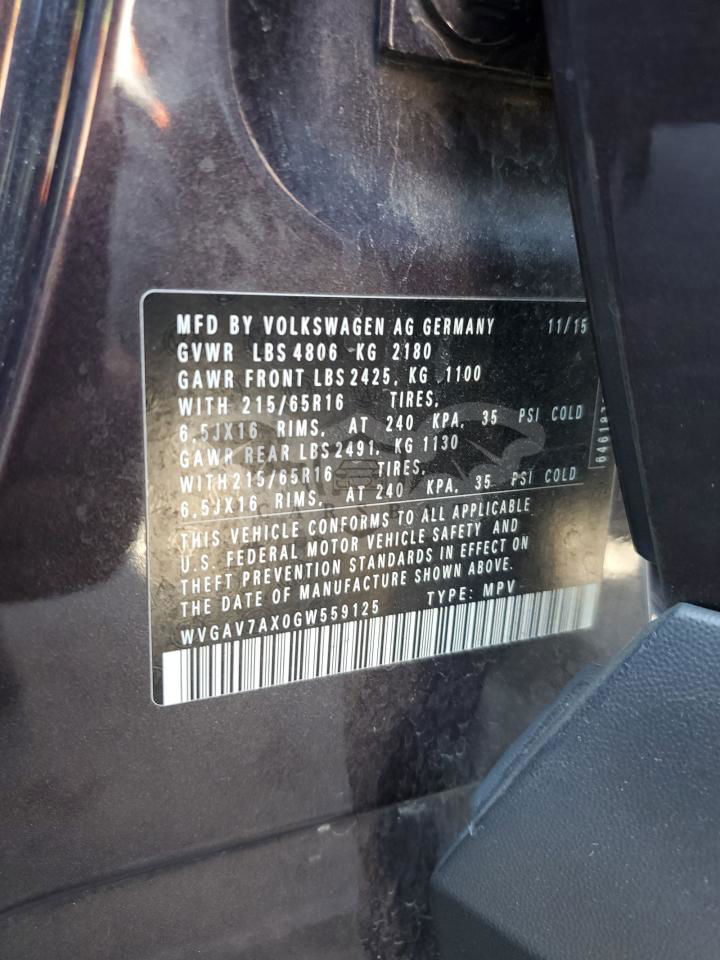 MFD BY VOLKSWAGEN AG GERMANY 11/15
GVWR LBS 4806 KG 2180
GAWR FRONT LBS 2425, KG 1100
WITH 215/65R16 TIRES,
6,5JX16 RIMS, AT 240 KPA, 35 PSI COLD
GAWR REAR LBS 2491, KG 1130
WITH 215/65R16 TIRES,
6,5JX16 RIMS, AT 240 KPA, 35 PSI COLD
THIS VEHICLE CONFORMS TO ALL APPLICABLE
U.S. FEDERAL MOTOR VEHICLE SAFETY AND
THEFT PREVENTION STANDARDS IN EFFECT ON
THE DATE OF MANUFACTURE SHOWN ABOVE.
WVGAV7AX0GW559125 TYPE: MPV